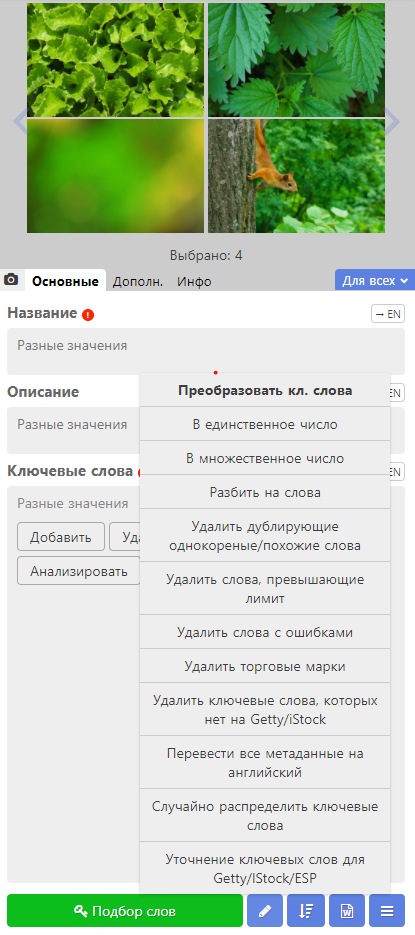 Выбрано: 4
Основные Дополн. Инфо Для всех
Название ! → EN
Разные значения
Описание EN
Разные значения
Ключевые слова EN
Разные значения
Добавить
Анализировать
Преобразовать кл. слова
В единственное число
В множественное число
Разбить на слова
Удалить дублирующие
однокореные/похожие слова
Удалить слова, превышающие
лимит
Удалить слова с ошибками
Удалить торговые марки
Удалить ключевые слова, которых
нет на Getty/iStock
Перевести все метаданные на
английский
Случайно распределить ключевые
слова
Уточнение ключевых слов для
Getty/IStock/ESP
Подбор слов